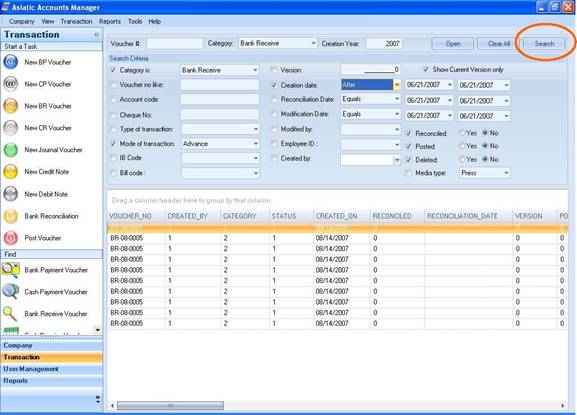 Asiatic Accounts Manager
Company View Transaction Reports Tools Help
Transaction «
Start a Task
New BP Voucher
New CP Voucher
New BR Voucher
New CR Voucher
New Journal Voucher
New Credit Note
New Debit Note
Bank Reconciliation
Post Voucher
Find
Bank Payment Voucher
Cash Payment Voucher
Bank Receive Voucher
Company
Transaction
User Management
Reports
Voucher #: Category: Bank Receive Creation Year: 2007 Open Clear All Search
Search Criteria
Category is: Bank Receive Version: 0 Show Current Version only
Voucher no like: Creation date: After 06/21/2007 06/21/2007
Account code: Reconciliation Date: Equals 06/21/2007 06/21/2007
Cheque No: Modification Date: Equals 06/21/2007 06/21/2007
Type of transaction: Modified by: Reconciled: Yes No
Mode of transaction: Advance Employee ID : Posted: Yes No
IB Code Created by: Deleted: Yes No
Bill code : Media type: Press
Drag a column header here to group by that column.
VOUCHER_NO CREATED_BY CATEGORY STATUS CREATED_ON RECONCILED RECONCILIATION_DATE VERSION PO
BR-08-0005 1 2 1 08/14/2007 0 0 0
BR-08-0005 1 2 1 08/14/2007 0 0 0
BR-08-0005 1 2 1 08/14/2007 0 0 0
BR-08-0005 1 2 1 08/14/2007 0 0 0
BR-08-0005 1 2 1 08/14/2007 0 0 0
BR-08-0005 1 2 1 08/14/2007 0 0 0
BR-08-0005 1 2 1 08/14/2007 0 0 0
BR-08-0005 1 2 1 08/14/2007 0 0 0
BR-08-0005 1 2 1 08/14/2007 0 0 0
BR-08-0005 1 2 1 08/14/2007 0 0 0